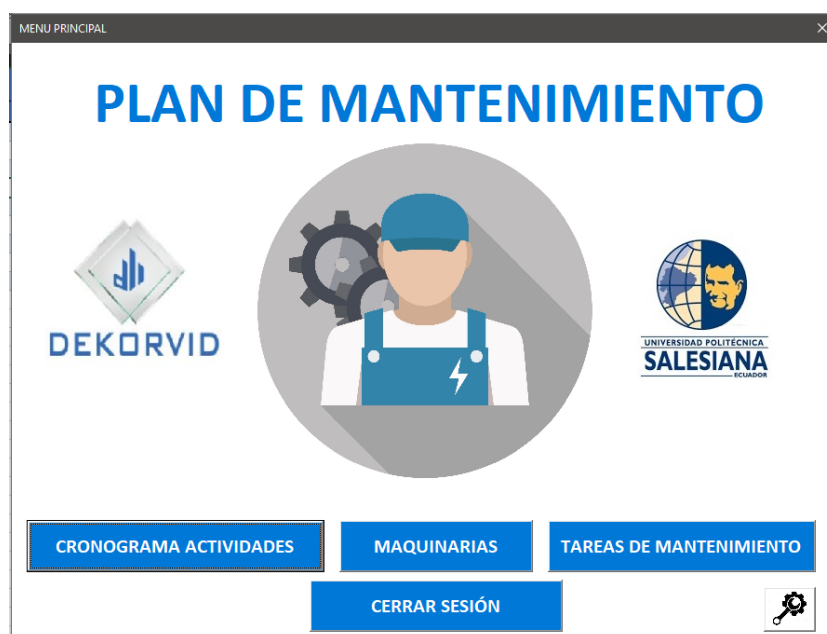 MENU PRINCIPAL
PLAN DE MANTENIMIENTO
DEKORVID
UNIVERSIDAD POLITÉCNICA
SALESIANA
ECUADOR
CRONOGRAMA ACTIVIDADES
MAQUINARIAS
TAREAS DE MANTENIMIENTO
CERRAR SESIÓN